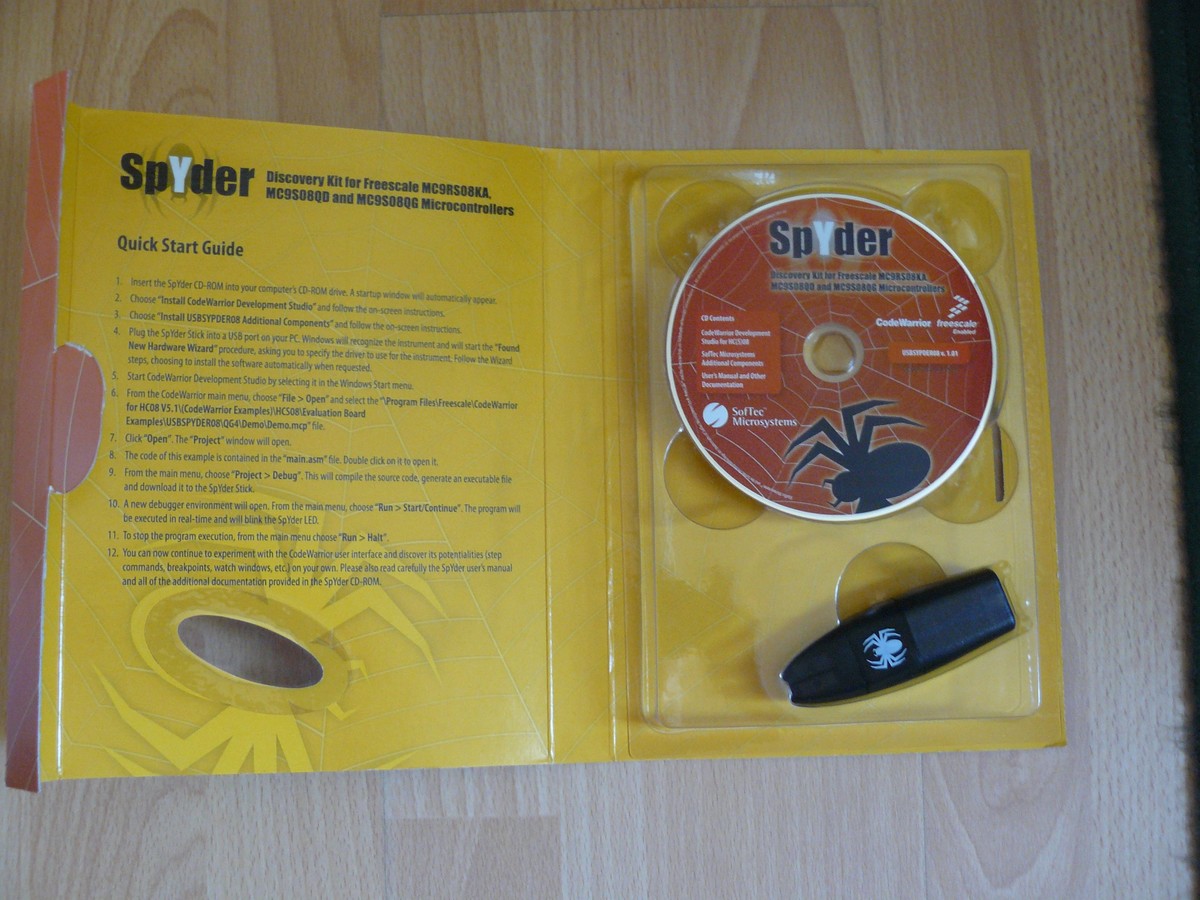 SpYder
Discovery Kit for Freescale MC9RS08KA,
MC9S08QD and MC9S08QG Microcontrollers
Quick Start Guide
1. Insert the SpYder CD-ROM into your computer's CD-ROM drive. A startup window will automatically appear.
2. Choose "Install CodeWarrior Development Studio" and follow the on-screen instructions.
3. Choose "Install USBSYPDER08 Additional Components" and follow the on-screen instructions.
4. Plug the SpYder Stick into a USB port on your PC. Windows will recognize the instrument and will start the "Found
New Hardware Wizard" procedure, asking you to specify the driver to use for the instrument. Follow the Wizard
steps, choosing to install the software automatically when requested.
5. Start CodeWarrior Development Studio by selecting it in the Windows Start menu.
6. From the CodeWarrior main menu, choose "File > Open" and select the "\Program Files\Freescale\CodeWarrior
for HC08 V5.1\(CodeWarrior Examples)\HCS08\Evaluation Board
Examples\USBSPYDER08\QG4\Demo\Demo.mcp" file.
7. Click "Open". The "Project" window will open.
8. The code of this example is contained in the "main.asm" file. Double click on it to open it.
9. From the main menu, choose "Project > Debug". This will compile the source code, generate an executable file
and download it to the SpYder Stick.
10. A new debugger environment will open. From the main menu, choose "Run > Start/Continue". The program will
be executed in real-time and will blink the SpYder LED.
11. To stop the program execution, from the main menu choose "Run > Halt".
12. You can now continue to experiment with the CodeWarrior user interface and discover its potentialities (step
commands, breakpoints, watch windows, etc.) on your own. Please also read carefully the SpYder user's manual
and all of the additional documentation provided in the SpYder CD-ROM.
SpYder
Discovery Kit for Freescale MC9RS08KA,
MC9S08QD and MC9S08QG Microcontrollers
CodeWarrior freescale
Enabled
CD Contents
CodeWarrior Development
Studio for HC(S)08
SofTec Microsystems
Additional Components
User's Manual and Other
Documentation
USBSYPDER08 v. 1.01
SofTec
Microsystems